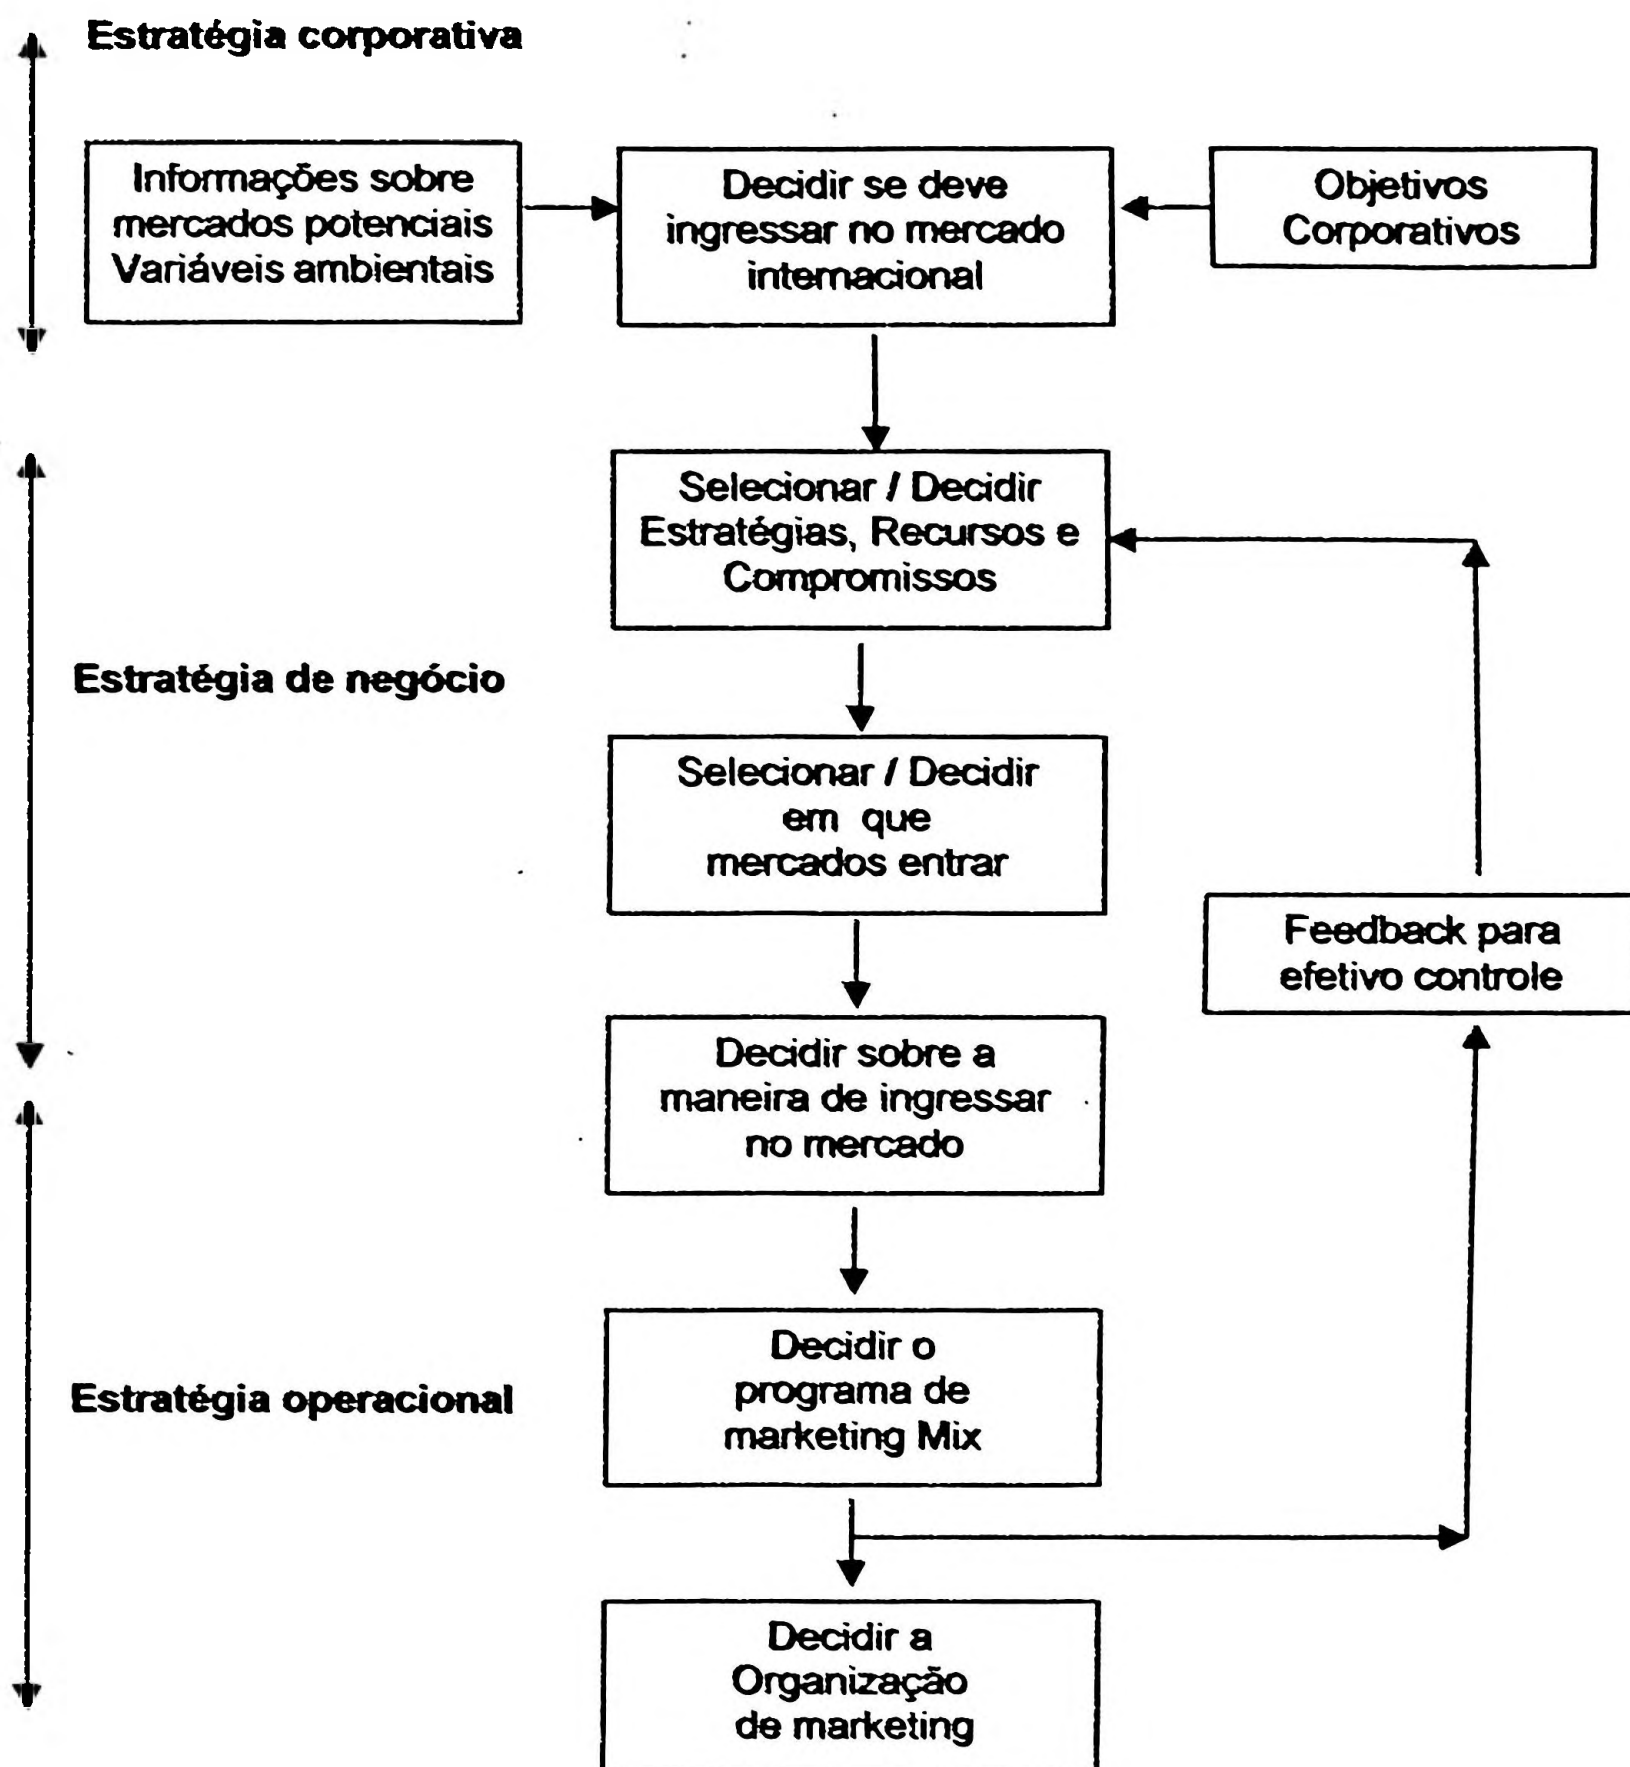 Estratégia corporativa
Informações sobre
mercados potenciais
Variáveis ambientais
Decidir se deve
ingressar no mercado
internacional
Objetivos
Corporativos
Selecionar / Decidir
Estratégias, Recursos e
Compromissos
Estratégia de negócio
Selecionar / Decidir
em que
mercados entrar
Feedback para
efetivo controle
Decidir sobre a
maneira de ingressar
no mercado
Decidir o
programa de
marketing Mix
Estratégia operacional
Decidir a
Organização
de marketing